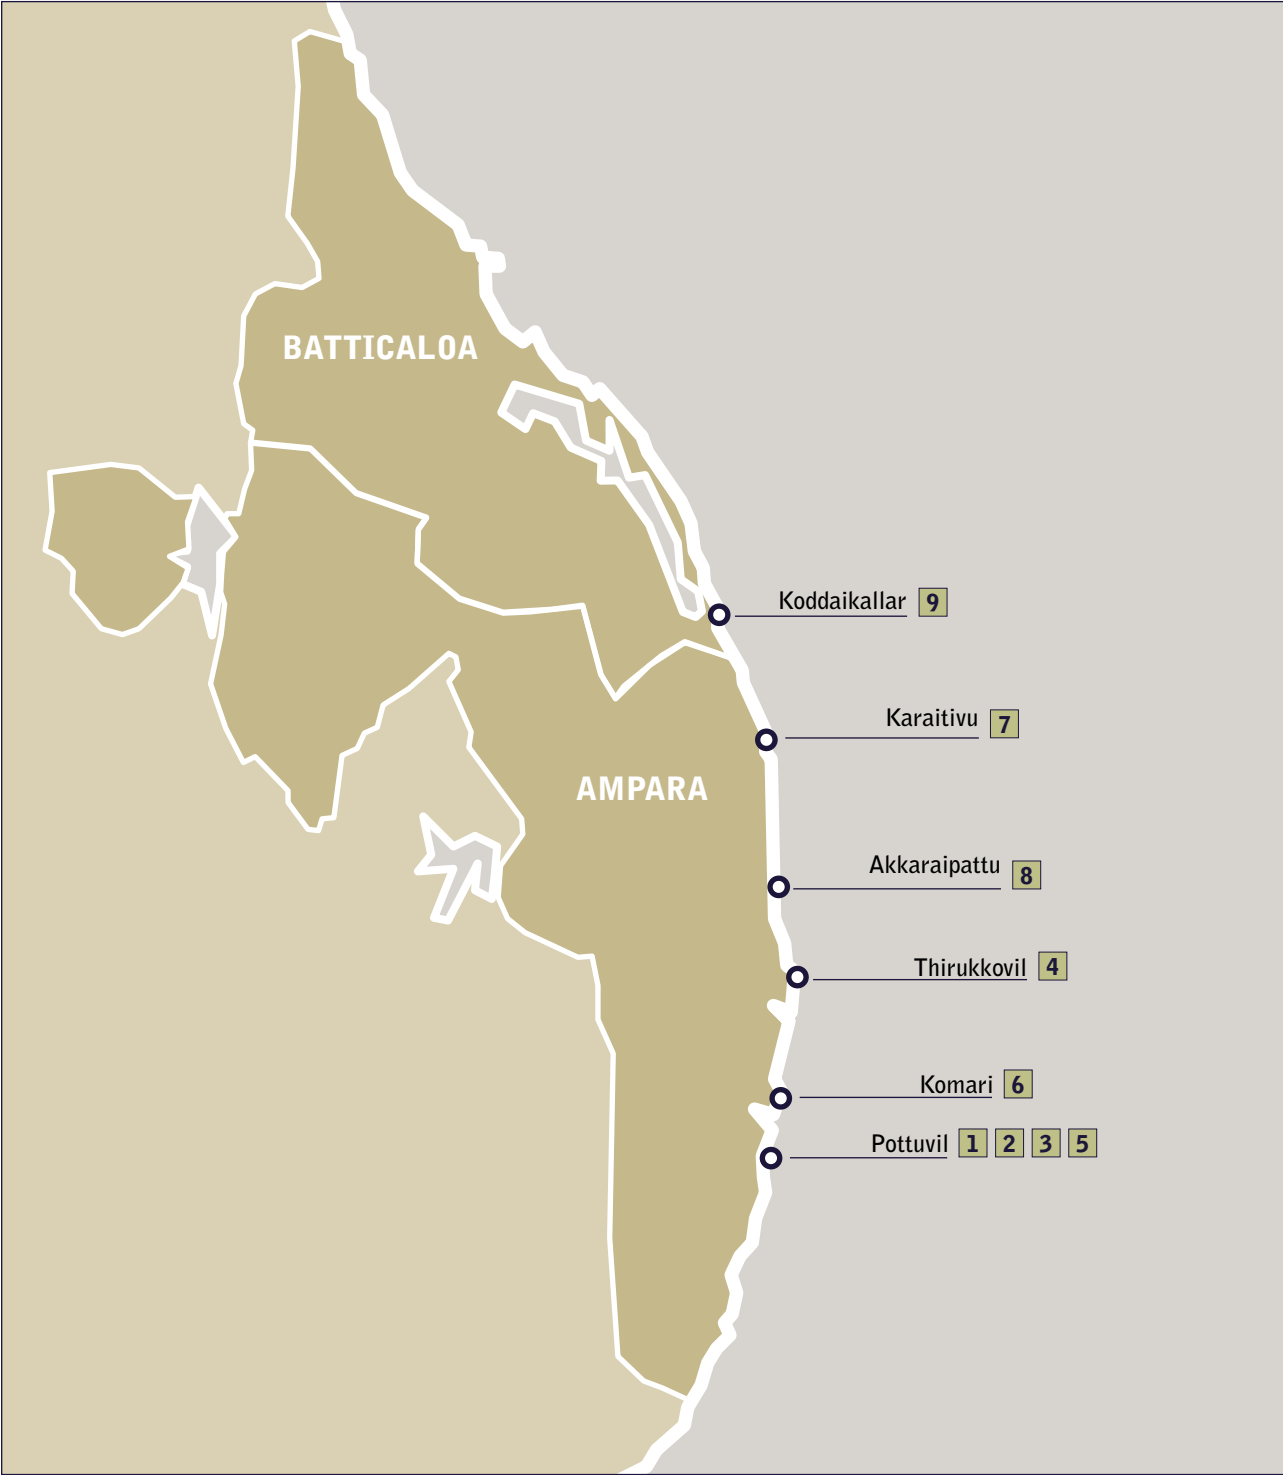 BATTICALOA
Koddaikallar 9
Karaitivu 7
AMPARA
Akkaraipattu 8
Thirukkovil 4
Komari 6
Pottuvil 1 2 3 5